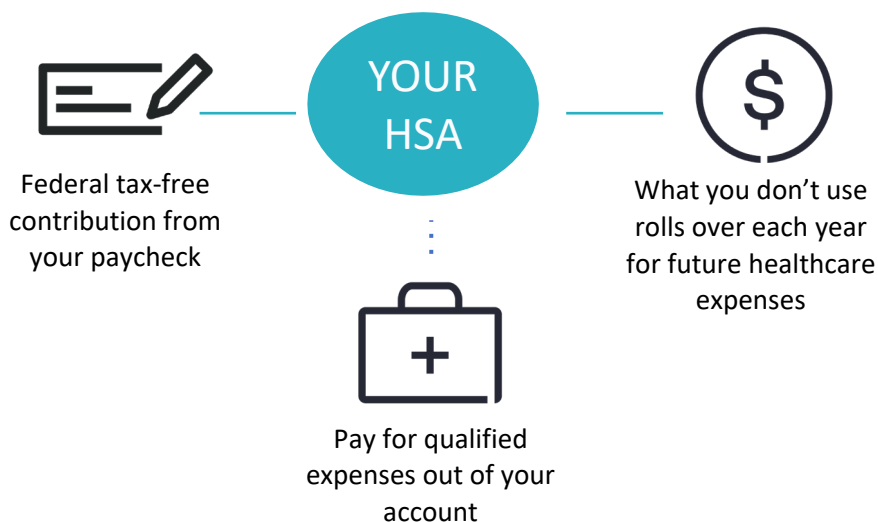 YOUR
HSA
Federal tax-free
contribution from
your paycheck
$
What you don’t use
rolls over each year
for future healthcare
expenses
Pay for qualified
expenses out of your
account